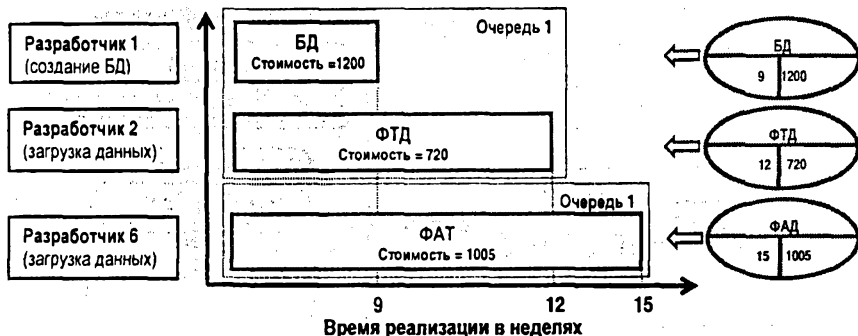 Разработчик 1
(создание БД)
БД
Стоимость =1200
Очередь 1
БД
9 1200
Разработчик 2
(загрузка данных)
ФТД
Стоимость = 720
ФТД
12 720
Очередь 1
Разработчик 6
(загрузка данных)
ФАТ
Стоимость = 1005
ФАД
15 1005
9 12 15
Время реализации в неделях